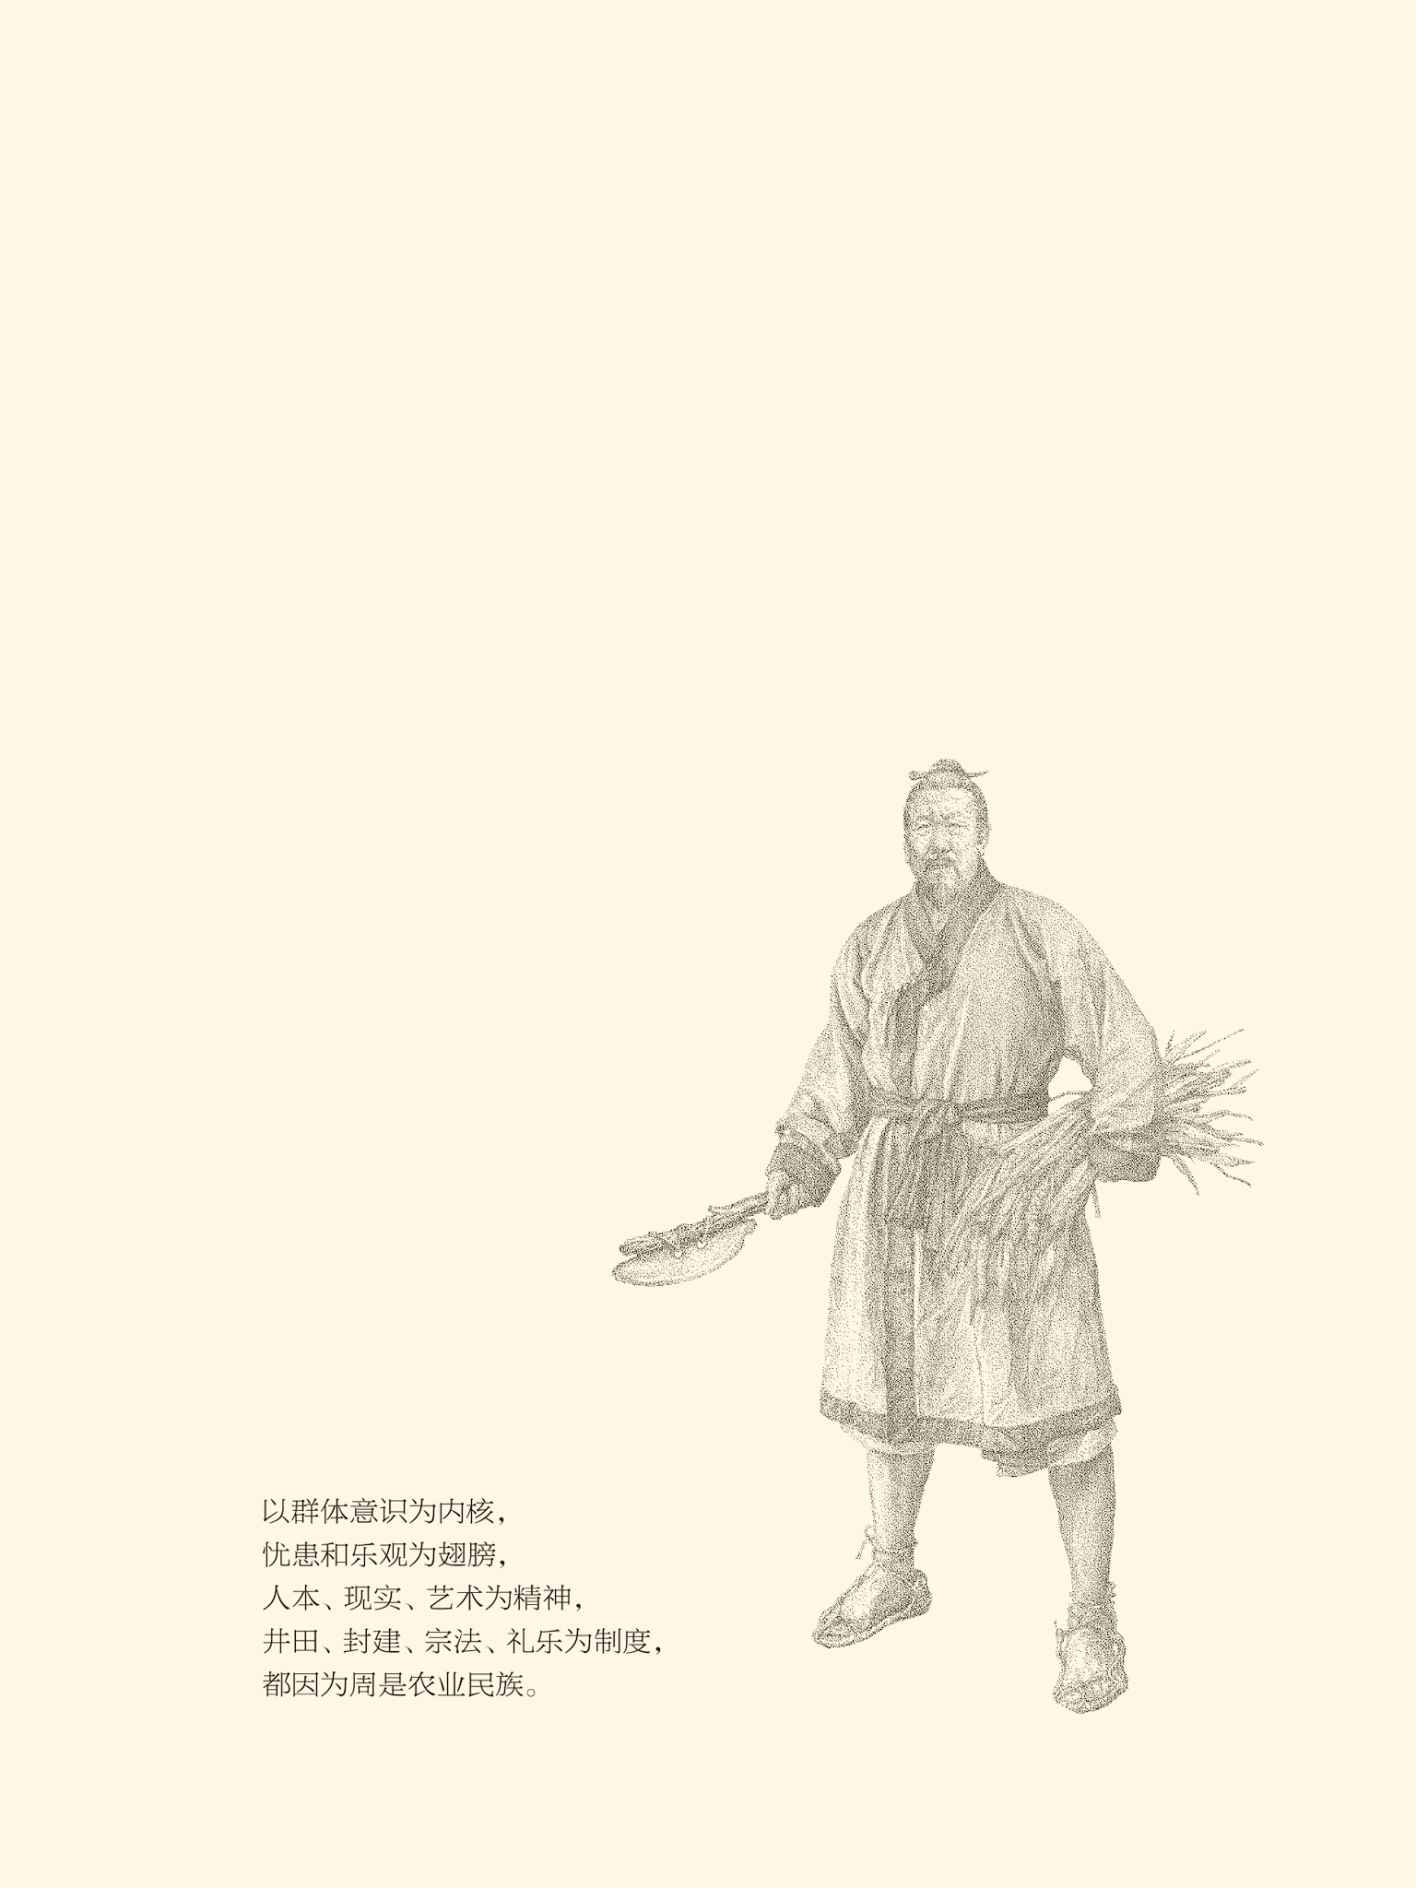 以群体意识为内核，
忧患和乐观为翅膀，
人本、现实、艺术为精神，
井田、封建、宗法、礼乐为制度，
都因为周是农业民族。